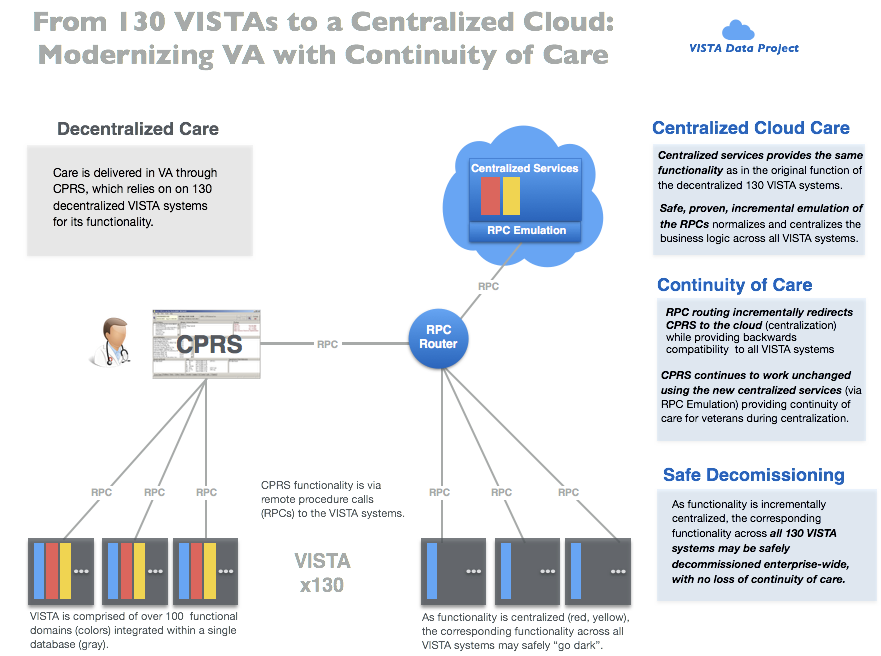 From 130 VISTAs to a Centralized Cloud:
Modernizing VA with Continuity of Care
VISTA Data Project
Decentralized Care
Care is delivered in VA through
CPRS, which relies on on 130
decentralized VISTA systems
for its functionality.
Centralized Services
RPC Emulation
RPC
CPRS
RPC
RPC
Router
RPC
RPC
RPC
CPRS functionality is via
remote procedure calls
(RPCs) to the VISTA systems.
RPC
RPC
RPC
...
...
...
VISTA
x130
...
...
...
VISTA is comprised of over 100 functional
domains (colors) integrated within a single
database (gray).
As functionality is centralized (red, yellow),
the corresponding functionality across all
VISTA systems may safely “go dark”.
Centralized Cloud Care
Centralized services provides the same
functionality as in the original function of
the decentralized 130 VISTA systems.
Safe, proven, incremental emulation of
the RPCs normalizes and centralizes the
business logic across all VISTA systems.
Continuity of Care
RPC routing incrementally redirects
CPRS to the cloud (centralization)
while providing backwards
compatibility to all VISTA systems
CPRS continues to work unchanged
using the new centralized services (via
RPC Emulation) providing continuity of
care for veterans during centralization.
Safe Decomissioning
As functionality is incrementally
centralized, the corresponding
functionality across all 130 VISTA
systems may be safely
decommissioned enterprise-wide,
with no loss of continuity of care.